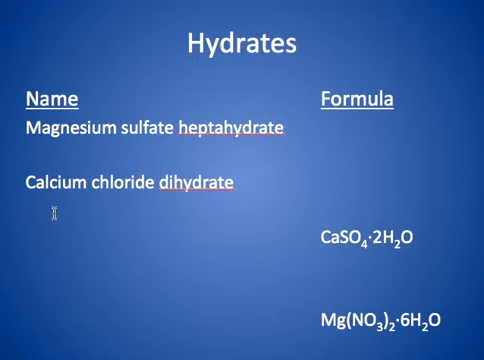 Hydrates
Name Formula
Magnesium sulfate heptahydrate
Calcium chloride dihydrate
CaSO₄·2H₂O
Mg(NO₃)₂·6H₂O